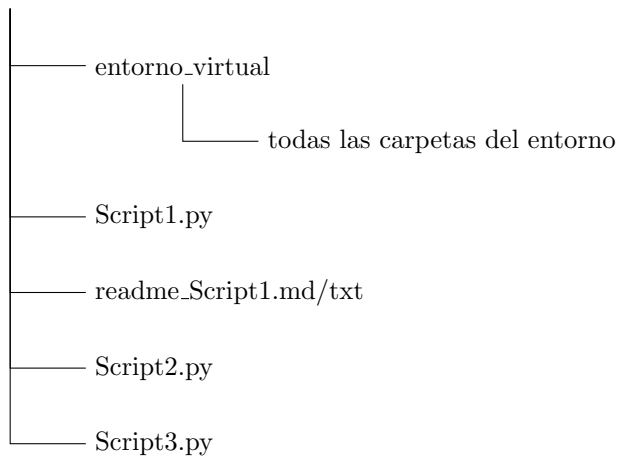 entorno_virtual
todas las carpetas del entorno
Script1.py
readme_Script1.md/txt
Script2.py
Script3.py